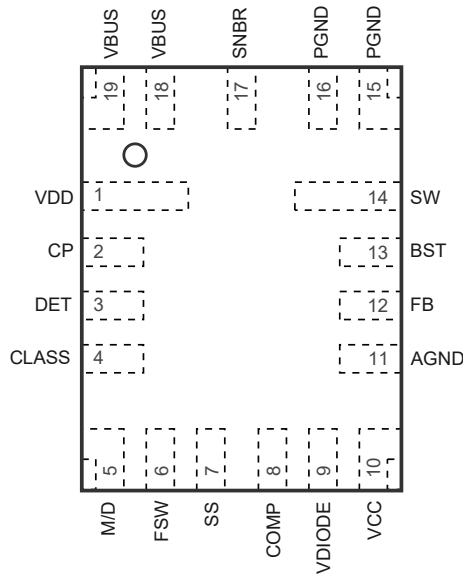 VBUS
VBUS
SNBR
PGND
PGND
19
18
17
16
15
VDD
1
14
SW
CP
2
13
BST
DET
3
12
FB
CLASS
4
11
AGND
5
6
7
8
9
10
M/D
FSW
SS
COMP
VDIODE
VCC